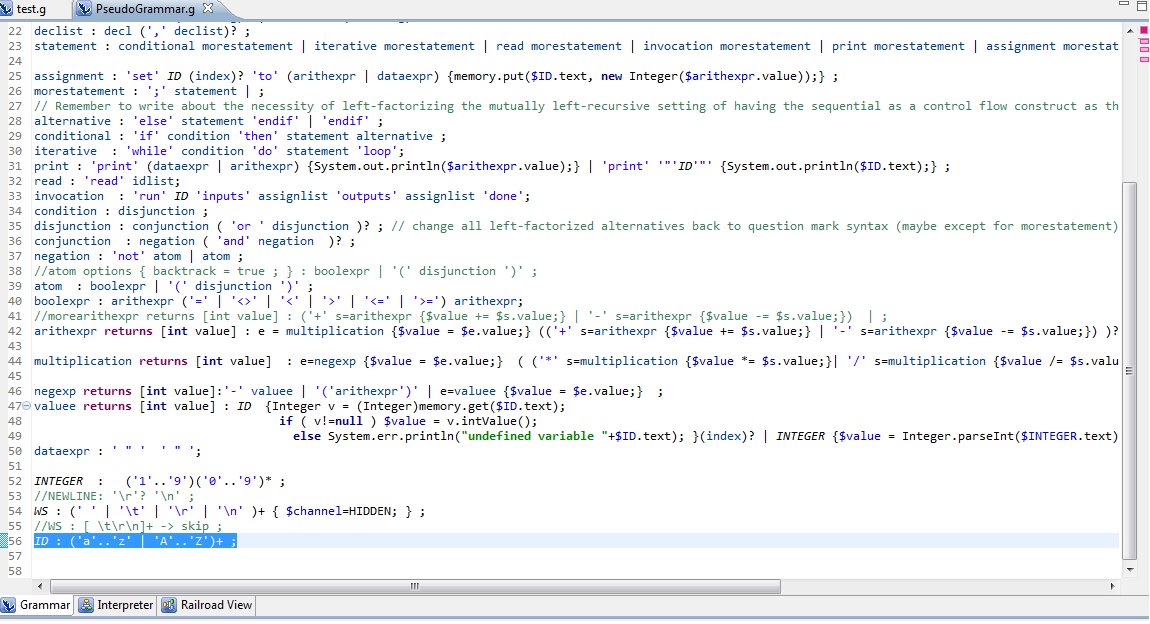 test.g
PseudoGrammar.g
22 declist : decl (',' declist)? ;
23 statement : conditional morestatement | iterative morestatement | read morestatement | invocation morestatement | print morestatement | assignment morestat
24
25 assignment : 'set' ID (index)? 'to' (arithexpr | dataexpr) {memory.put($ID.text, new Integer($arithexpr.value));} ;
26 morestatement : ';' statement | ;
27 // Remember to write about the necessity of left-factorizing the mutually left-recursive setting of having the sequential as a control flow construct as th
28 alternative : 'else' statement 'endif' | 'endif' ;
29 conditional : 'if' condition 'then' statement alternative ;
30 iterative  : 'while' condition 'do' statement 'loop';
31 print : 'print' (dataexpr | arithexpr) {System.out.println($arithexpr.value);} | 'print' '"'ID'"' {System.out.println($ID.text);} ;
32 read : 'read' idlist;
33 invocation  : 'run' ID 'inputs' assignlist 'outputs' assignlist 'done';
34 condition : disjunction ;
35 disjunction : conjunction ( 'or ' disjunction )? ; // change all left-factorized alternatives back to question mark syntax (maybe except for morestatement)
36 conjunction  : negation ( 'and' negation  )? ;
37 negation : 'not' atom | atom ;
38 //atom options { backtrack = true ; } : boolexpr | '(' disjunction ')' ;
39 atom  : boolexpr | '(' disjunction ')' ;
40 boolexpr : arithexpr ('=' | '<>' | '<' | '>' | '<=' | '>=') arithexpr;
41 //morearithexpr returns [int value] : ('+' s=arithexpr {$value += $s.value;} | '-' s=arithexpr {$value -= $s.value;})  | ;
42 arithexpr returns [int value] : e = multiplication {$value = $e.value;} (('+' s=arithexpr {$value += $s.value;} | '-' s=arithexpr {$value -= $s.value;}) )?
43
44 multiplication returns [int value]  : e=negexp {$value = $e.value;}  ( ('*' s=multiplication {$value *= $s.value;}| '/' s=multiplication {$value /= $s.valu
45
46 negexp returns [int value]:'-' valuee | '('arithexpr')' | e=valuee {$value = $e.value;}  ;
47 valuee returns [int value] : ID  {Integer v = (Integer)memory.get($ID.text);
48 if ( v!=null ) $value = v.intValue();
49 else System.err.println("undefined variable "+$ID.text); }(index)? | INTEGER {$value = Integer.parseInt($INTEGER.text)
50 dataexpr : ' " '  ' " ';
51
52 INTEGER  :   ('1'..'9')('0'..'9')* ;
53 //NEWLINE: '\r'? '\n' ;
54 WS : (' ' | '\t' | '\r' | '\n' )+ { $channel=HIDDEN; } ;
55 //WS : [ \t\r\n]+ -> skip ;
56 ID : ('a'..'z' | 'A'..'Z')+ ;
57
58
Grammar Interpreter Railroad View